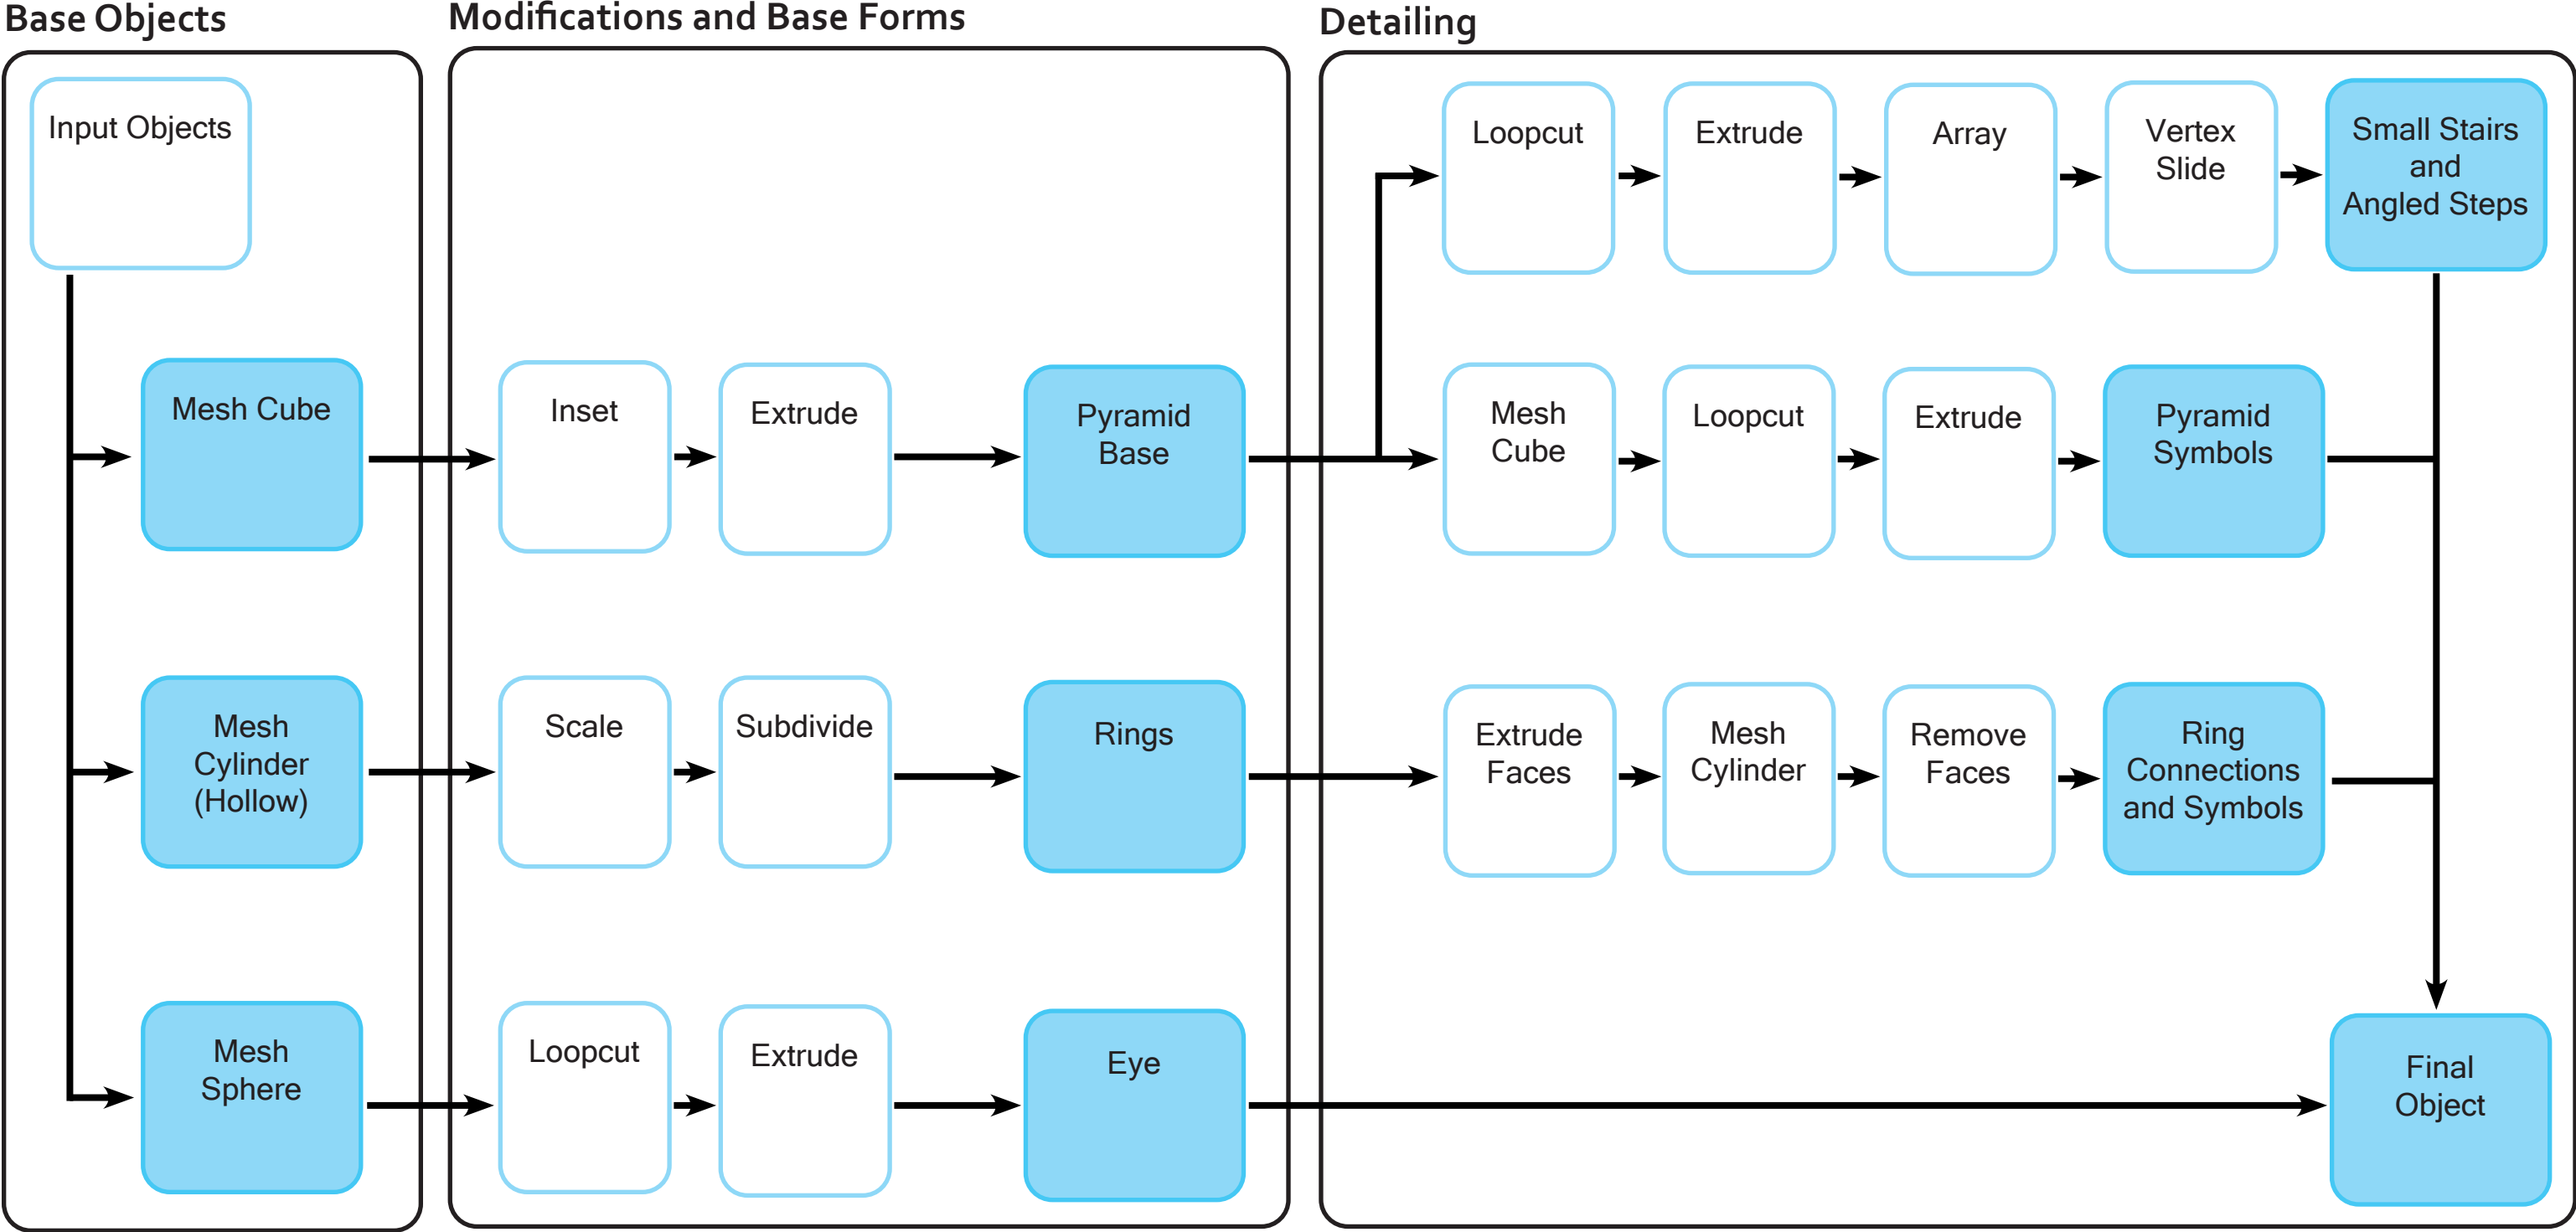 Base Objects
Modifications and Base Forms
Detailing
Input Objects
Loopcut
Extrude
Array
Vertex
Slide
Small Stairs
and
Angled Steps
Mesh Cube
Inset
Extrude
Pyramid
Base
Mesh
Cube
Loopcut
Extrude
Pyramid
Symbols
Mesh
Cylinder
(Hollow)
Scale
Subdivide
Rings
Extrude
Faces
Mesh
Cylinder
Remove
Faces
Ring
Connections
and Symbols
Mesh
Sphere
Loopcut
Extrude
Eye
Final
Object